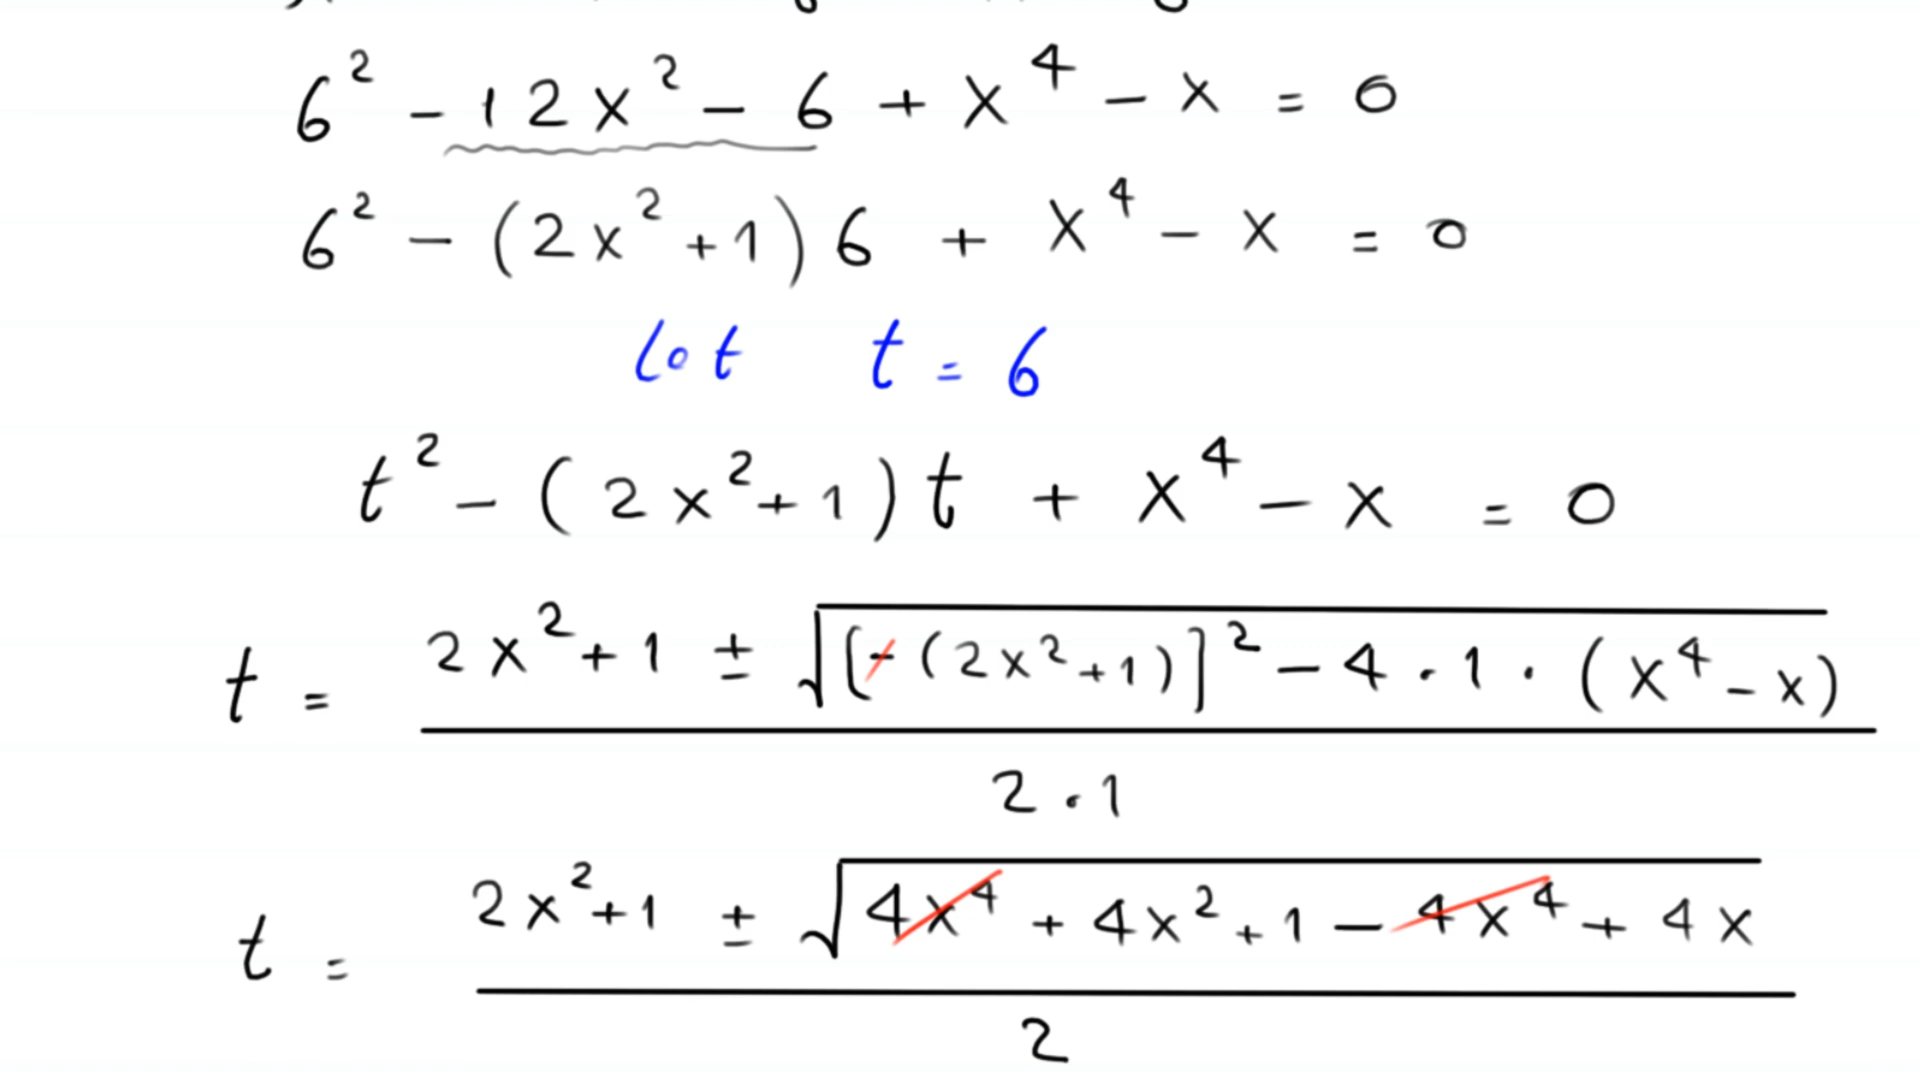 6² - 12x² - 6 + x⁴ - x = 0
6² - (2x² + 1)6 + x⁴ - x = 0
let t = 6
t² - (2x² + 1)t + x⁴ - x = 0
t = (2x² + 1 ± √([-(2x² + 1)]² - 4 · 1 · (x⁴ - x))) / (2 · 1)
t = (2x² + 1 ± √(4x⁴ + 4x² + 1 - 4x⁴ + 4x)) / 2